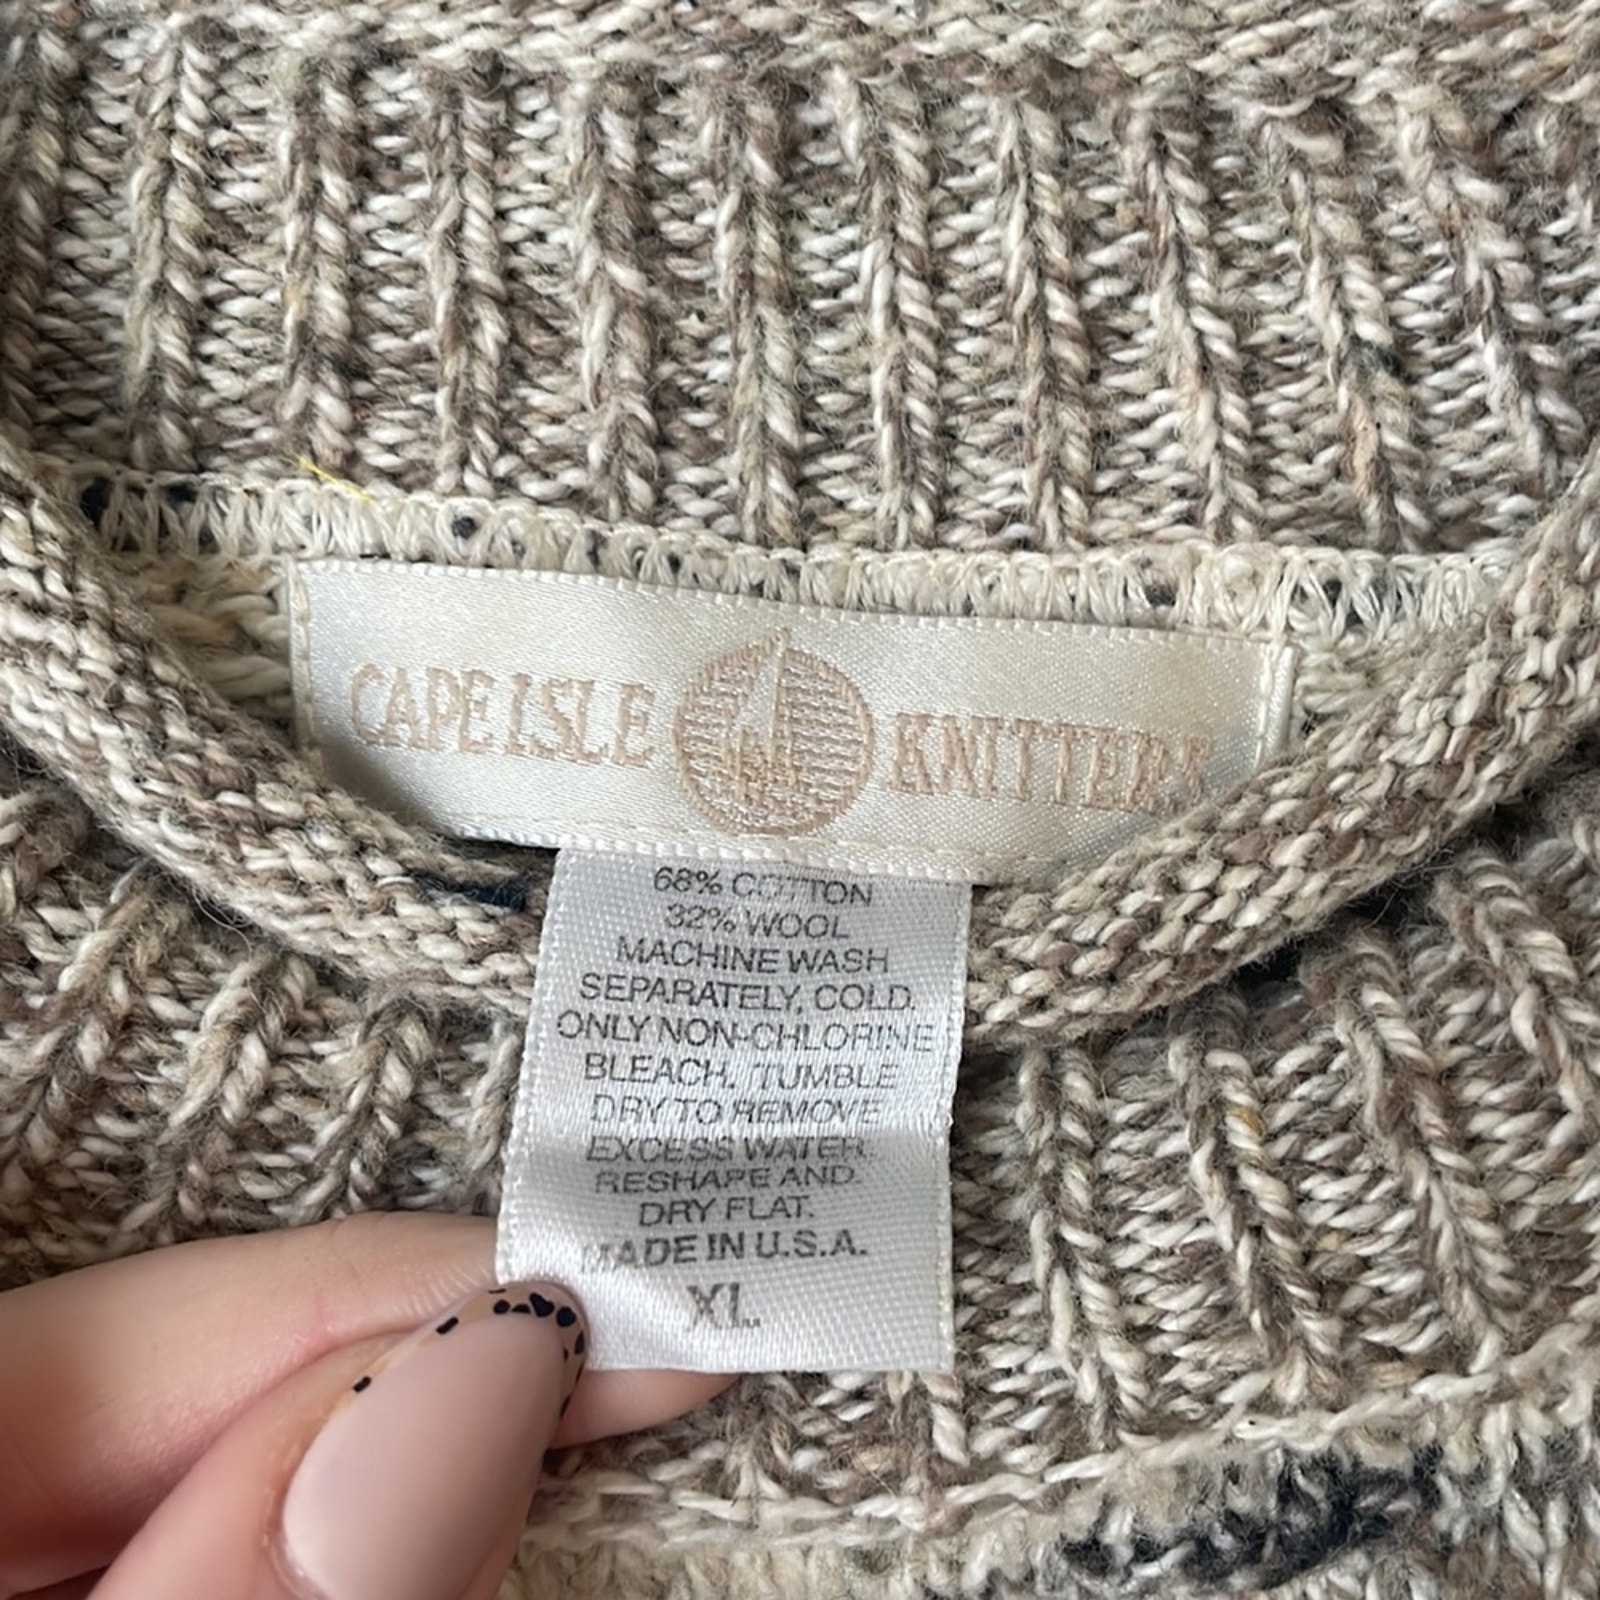 CAPE ISLE KNITTERS
68% COTTON
32% WOOL
MACHINE WASH
SEPARATELY, COLD.
ONLY NON-CHLORINE
BLEACH. TUMBLE
DRY TO REMOVE
EXCESS WATER.
RESHAPE AND
DRY FLAT.
MADE IN U.S.A.
XL